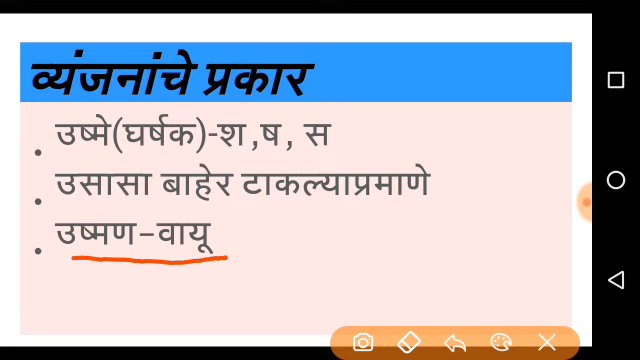 व्यंजनांचे प्रकार
उष्मे(घर्षक)-श,ष, स
उसासा बाहेर टाकल्याप्रमाणे
उष्मण–वायू